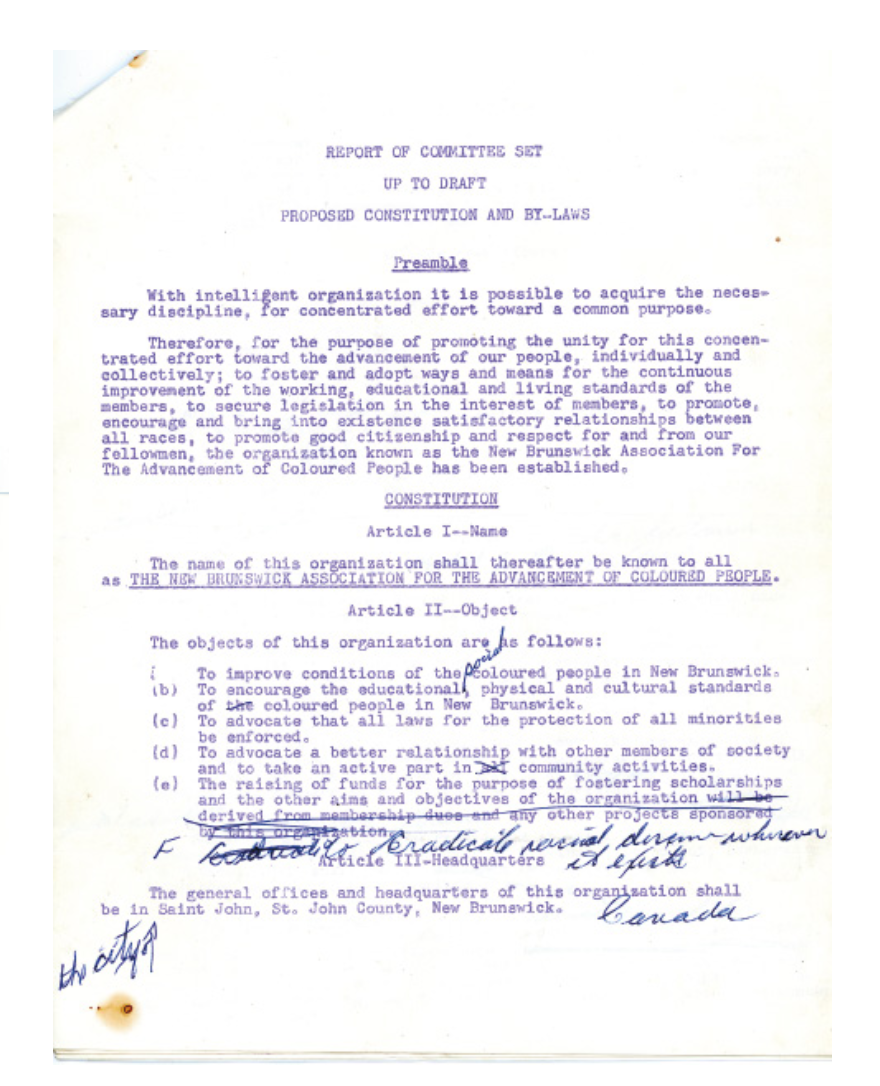 REPORT OF COMMITTEE SET
UP TO DRAFT
PROPOSED CONSTITUTION AND BY-LAWS
Preamble
With intelligent organization it is possible to acquire the neces-
sary discipline, for concentrated effort toward a common purpose.
Therefore, for the purpose of promoting the unity for this concen-
trated effort toward the advancement of our people, individually and
collectively; to foster and adopt ways and means for the continuous
improvement of the working, educational and living standards of the
members, to secure legislation in the interest of members, to promote,
encourage and bring into existence satisfactory relationships between
all races, to promote good citizenship and respect for and from our
fellowmen, the organization known as the New Brunswick Association For
The Advancement of Coloured People has been established.
CONSTITUTION
Article I--Name
The name of this organization shall thereafter be known to all
as THE NEW BRUNSWICK ASSOCIATION FOR THE ADVANCEMENT OF COLOURED PEOPLE.
Article II--Object
The objects of this organization are as follows:
social
To improve conditions of the coloured people in New Brunswick.
(b) To encourage the educational, physical and cultural standards
of the coloured people in New Brunswick.
(c) To advocate that all laws for the protection of all minorities
be enforced.
(d) To advocate a better relationship with other members of society
and to take an active part in community activities.
(e) The raising of funds for the purpose of fostering scholarships
and the other aims and objectives of the organization will be
derived from membership dues and any other projects sponsored
by this organization.
F to Eradicate racial discrim wherever
it exists
Article III-Headquarters
The general offices and headquarters of this organization shall
be in Saint John, St. John County, New Brunswick. Canada
the city of